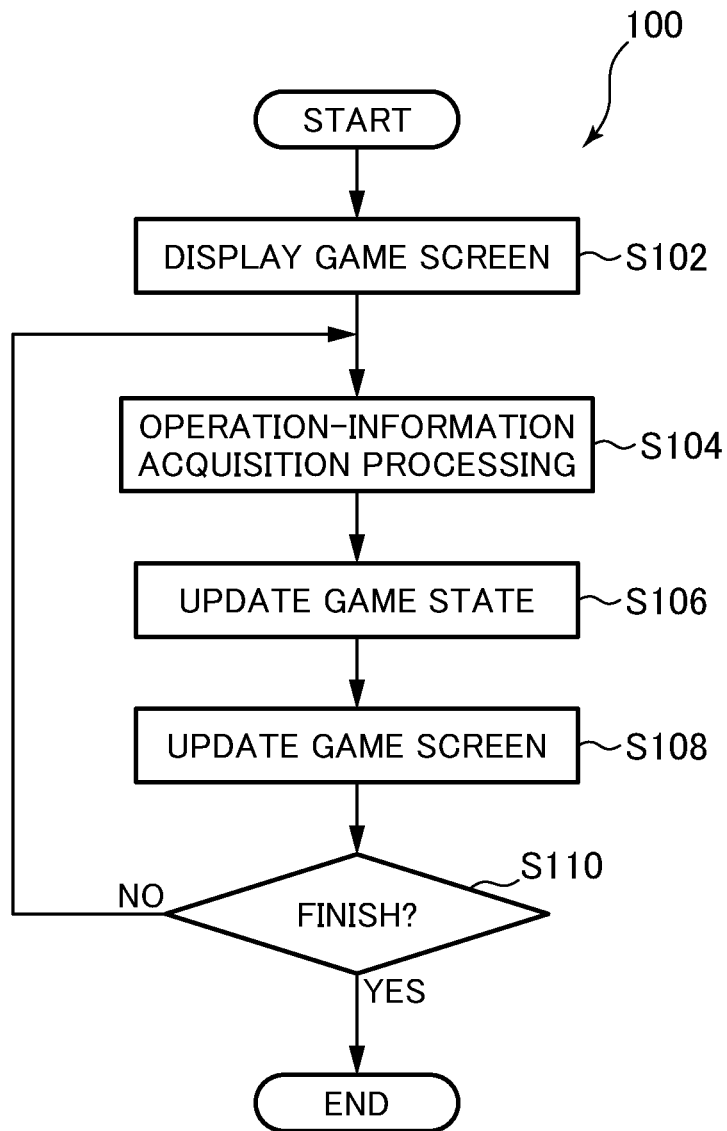 100
START
DISPLAY GAME SCREEN
S102
OPERATION-INFORMATION
ACQUISITION PROCESSING
S104
UPDATE GAME STATE
S106
UPDATE GAME SCREEN
S108
S110
NO
FINISH?
YES
END